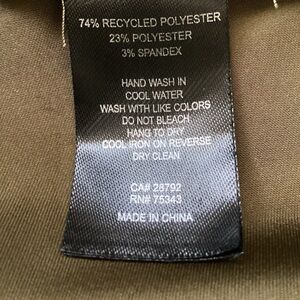 74% RECYCLED POLYESTER
23% POLYESTER
3% SPANDEX
HAND WASH IN
COOL WATER
WASH WITH LIKE COLORS
DO NOT BLEACH
HANG TO DRY
COOL IRON ON REVERSE
DRY CLEAN
CA# 28792
RN# 75343
MADE IN CHINA